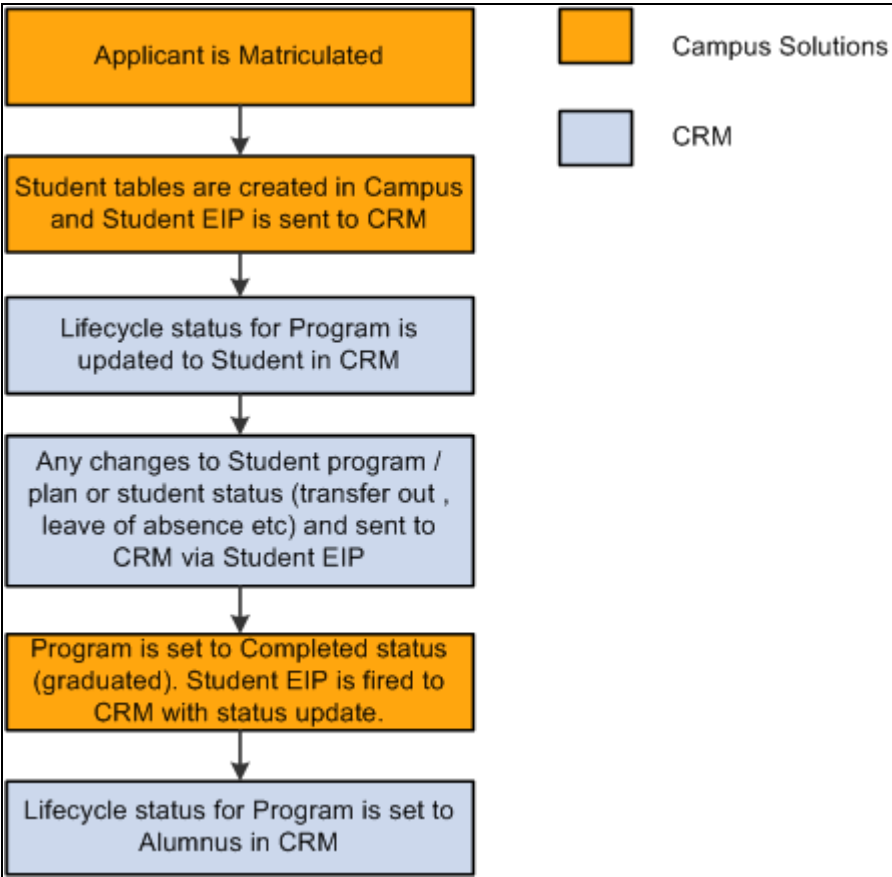 Applicant is Matriculated
Campus Solutions
CRM
Student tables are created in Campus
and Student EIP is sent to CRM
Lifecycle status for Program is
updated to Student in CRM
Any changes to Student program /
plan or student status (transfer out ,
leave of absence etc) and sent to
CRM via Student EIP
Program is set to Completed status
(graduated). Student EIP is fired to
CRM with status update.
Lifecycle status for Program is set to
Alumnus in CRM